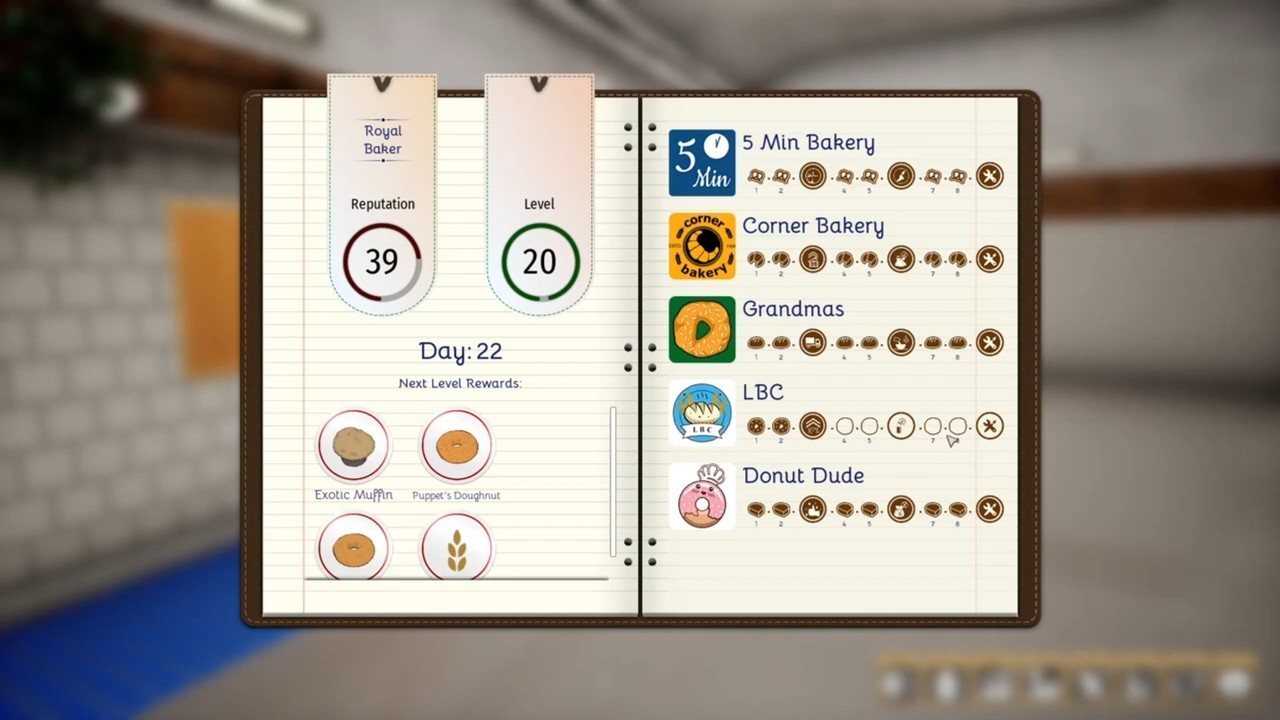 Royal
Baker
Reputation
39
Level
20
Day: 22
Next Level Rewards:
Exotic Muffin
Puppet's Doughnut
5 Min
5 Min Bakery
1 2 4 5 7 8
corner
bakery
Corner Bakery
1 2 4 5 7 8
Grandmas
1 2 4 5 7 8
LBC
LBC
1 2 4 5 7 8
Donut Dude
1 2 4 5 7 8